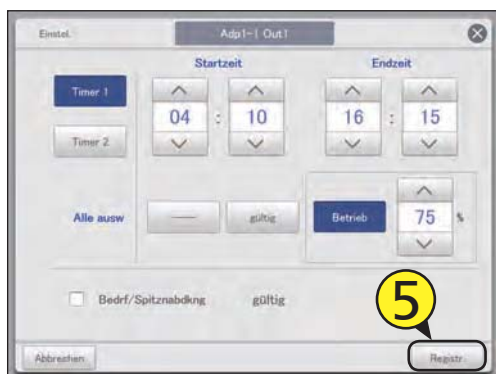 Einstel.
Adp1-1 Out1
Startzeit
Endzeit
Timer 1
04 : 10
16 : 15
Timer 2
Alle ausw
gültig
Betrieb
75 %
Bedrf/Spitznabdkng
gültig
5
Abbrechen
Registr.